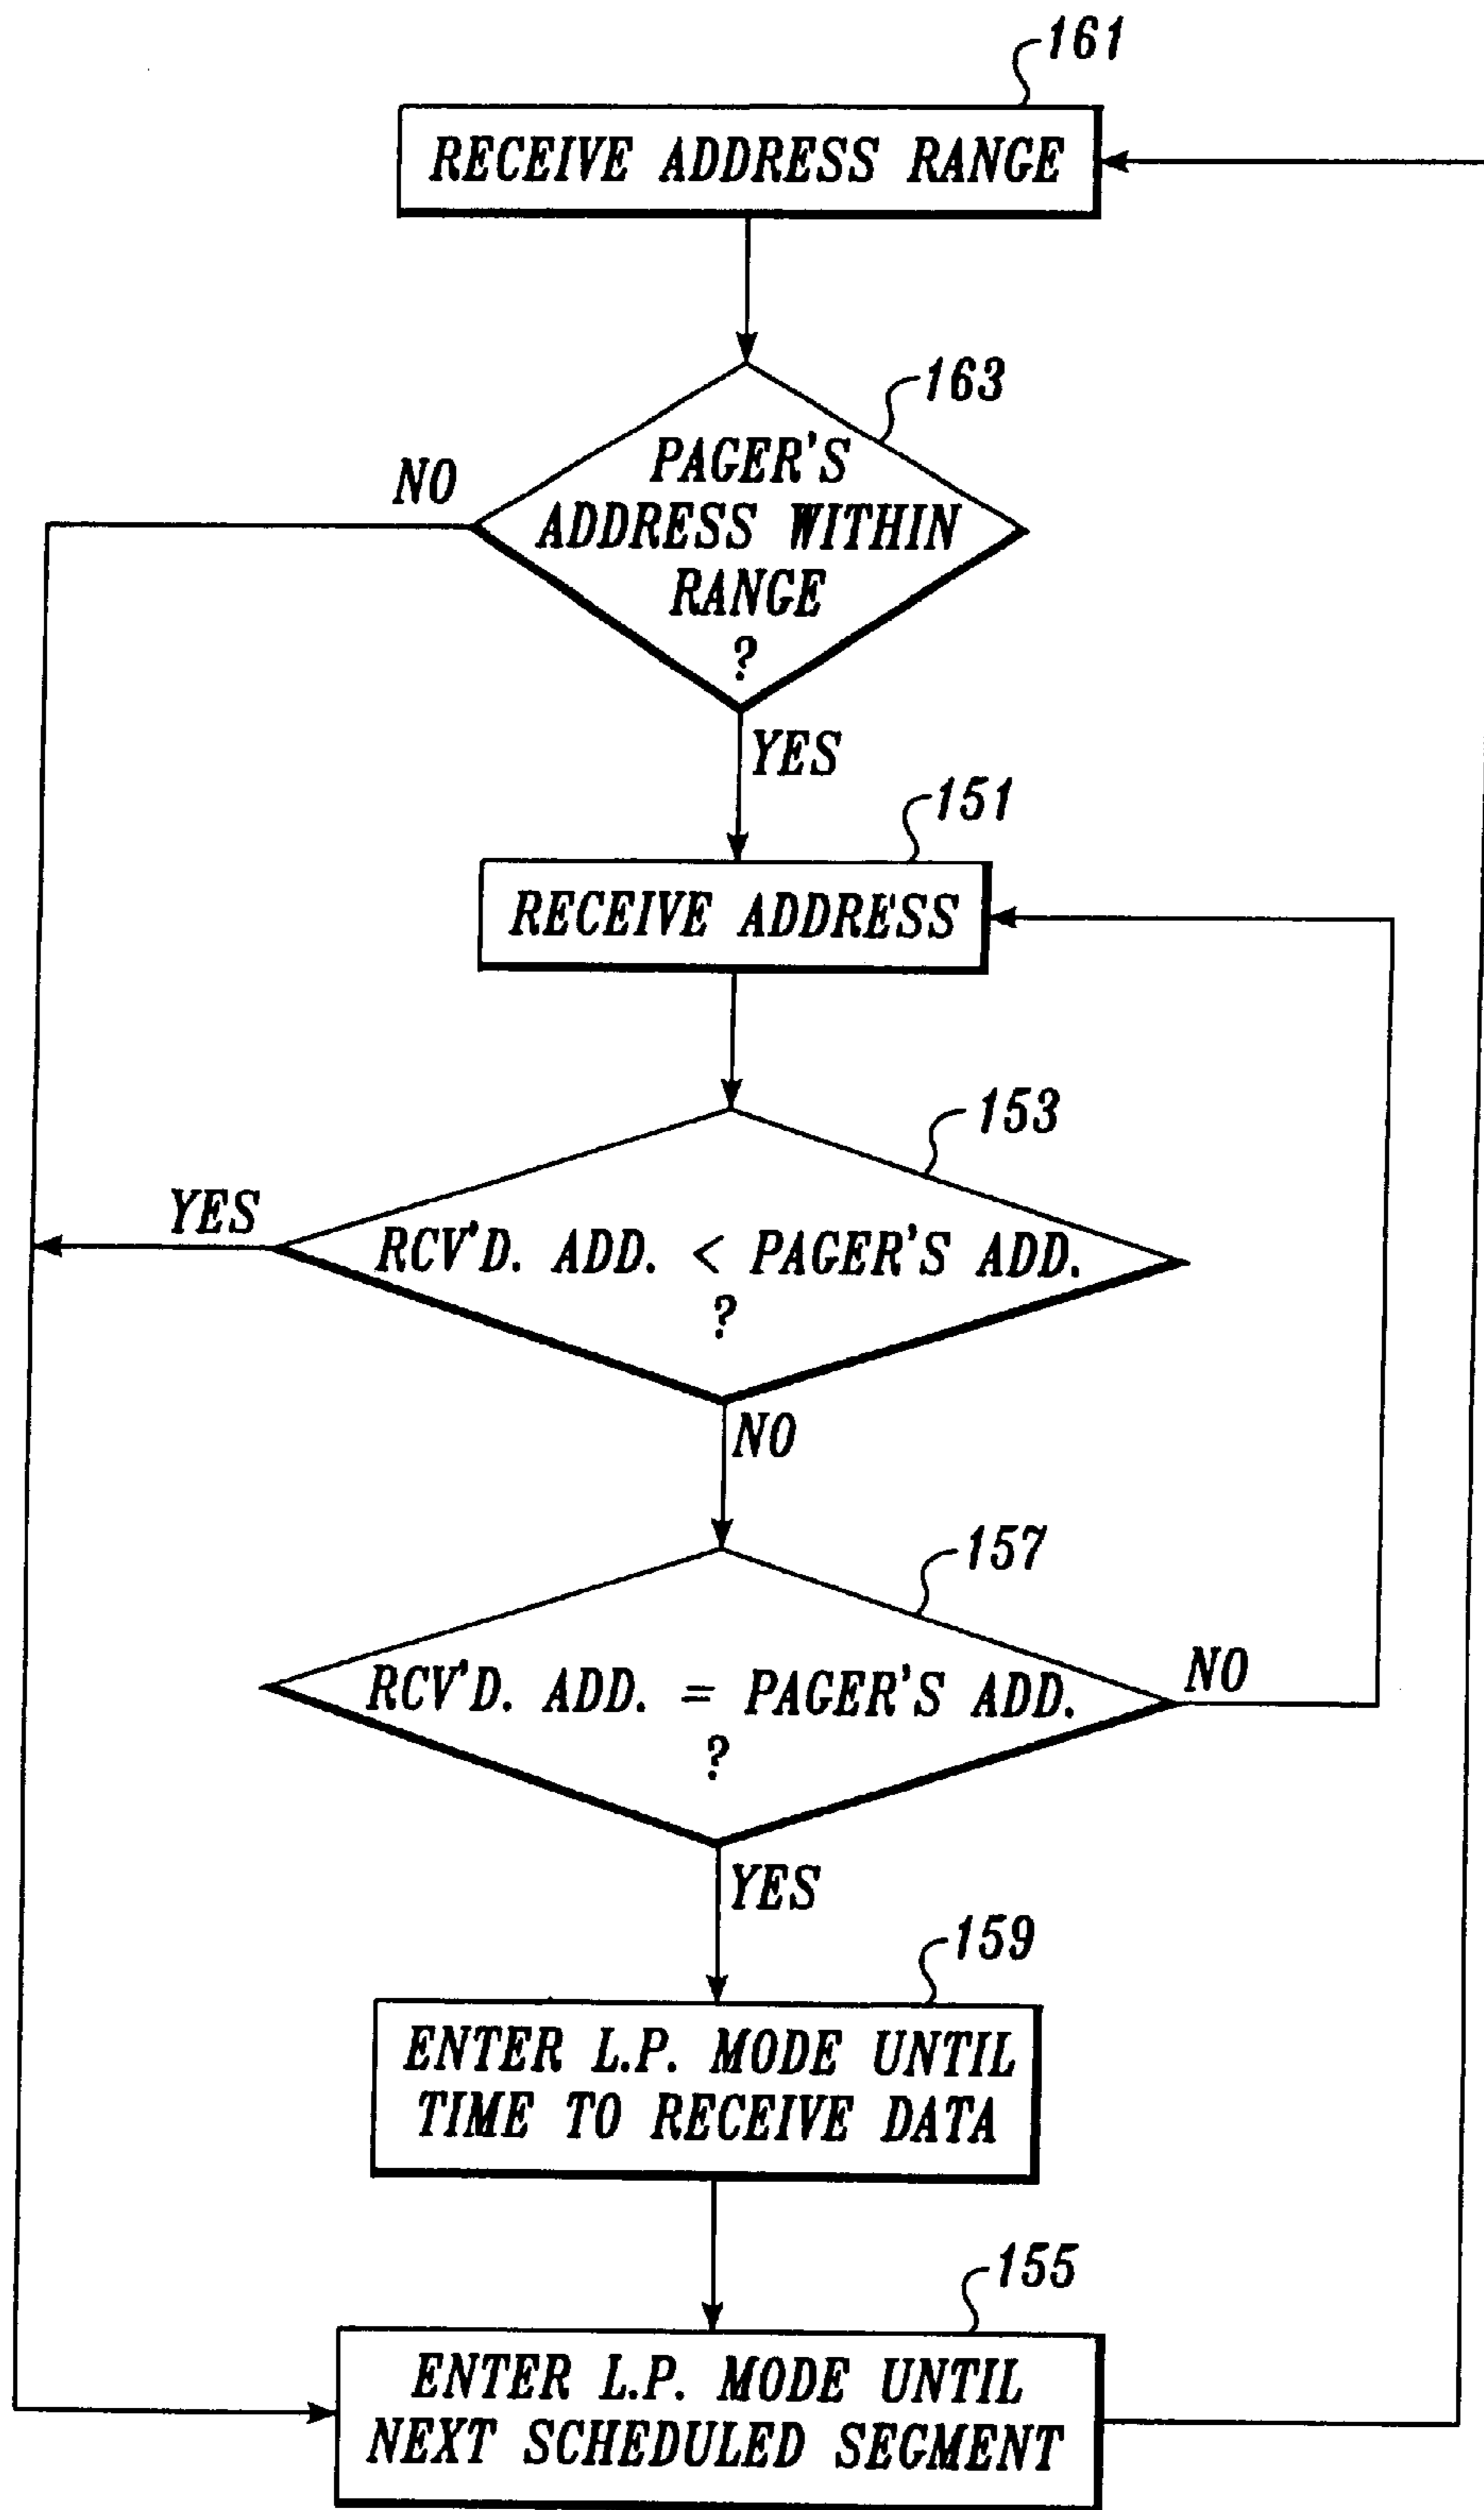 161
RECEIVE ADDRESS RANGE
163
NO
PAGER'S
ADDRESS WITHIN
RANGE
?
YES
151
RECEIVE ADDRESS
153
YES
RCV'D. ADD. < PAGER'S ADD.
?
NO
157
NO
RCV'D. ADD. = PAGER'S ADD.
?
YES
159
ENTER L.P. MODE UNTIL
TIME TO RECEIVE DATA
155
ENTER L.P. MODE UNTIL
NEXT SCHEDULED SEGMENT